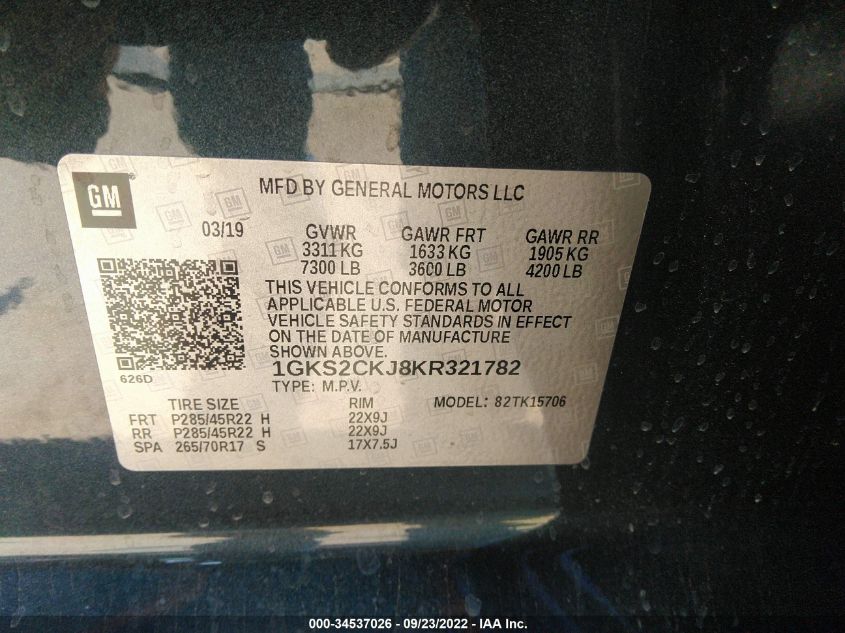 GM
MFD BY GENERAL MOTORS LLC
03/19
GVWR GAWR FRT GAWR RR
3311 KG 1633 KG 1905 KG
7300 LB 3600 LB 4200 LB
THIS VEHICLE CONFORMS TO ALL
APPLICABLE U.S. FEDERAL MOTOR
VEHICLE SAFETY STANDARDS IN EFFECT
ON THE DATE OF MANUFACTURE
SHOWN ABOVE.
626D
1GKS2CKJ8KR321782
TYPE: M.P.V.
TIRE SIZE RIM MODEL: 82TK15706
FRT P285/45R22 H 22X9J
RR P285/45R22 H 22X9J
SPA 265/70R17 S 17X7.5J
000-34537026 - 09/23/2022 - IAA Inc.